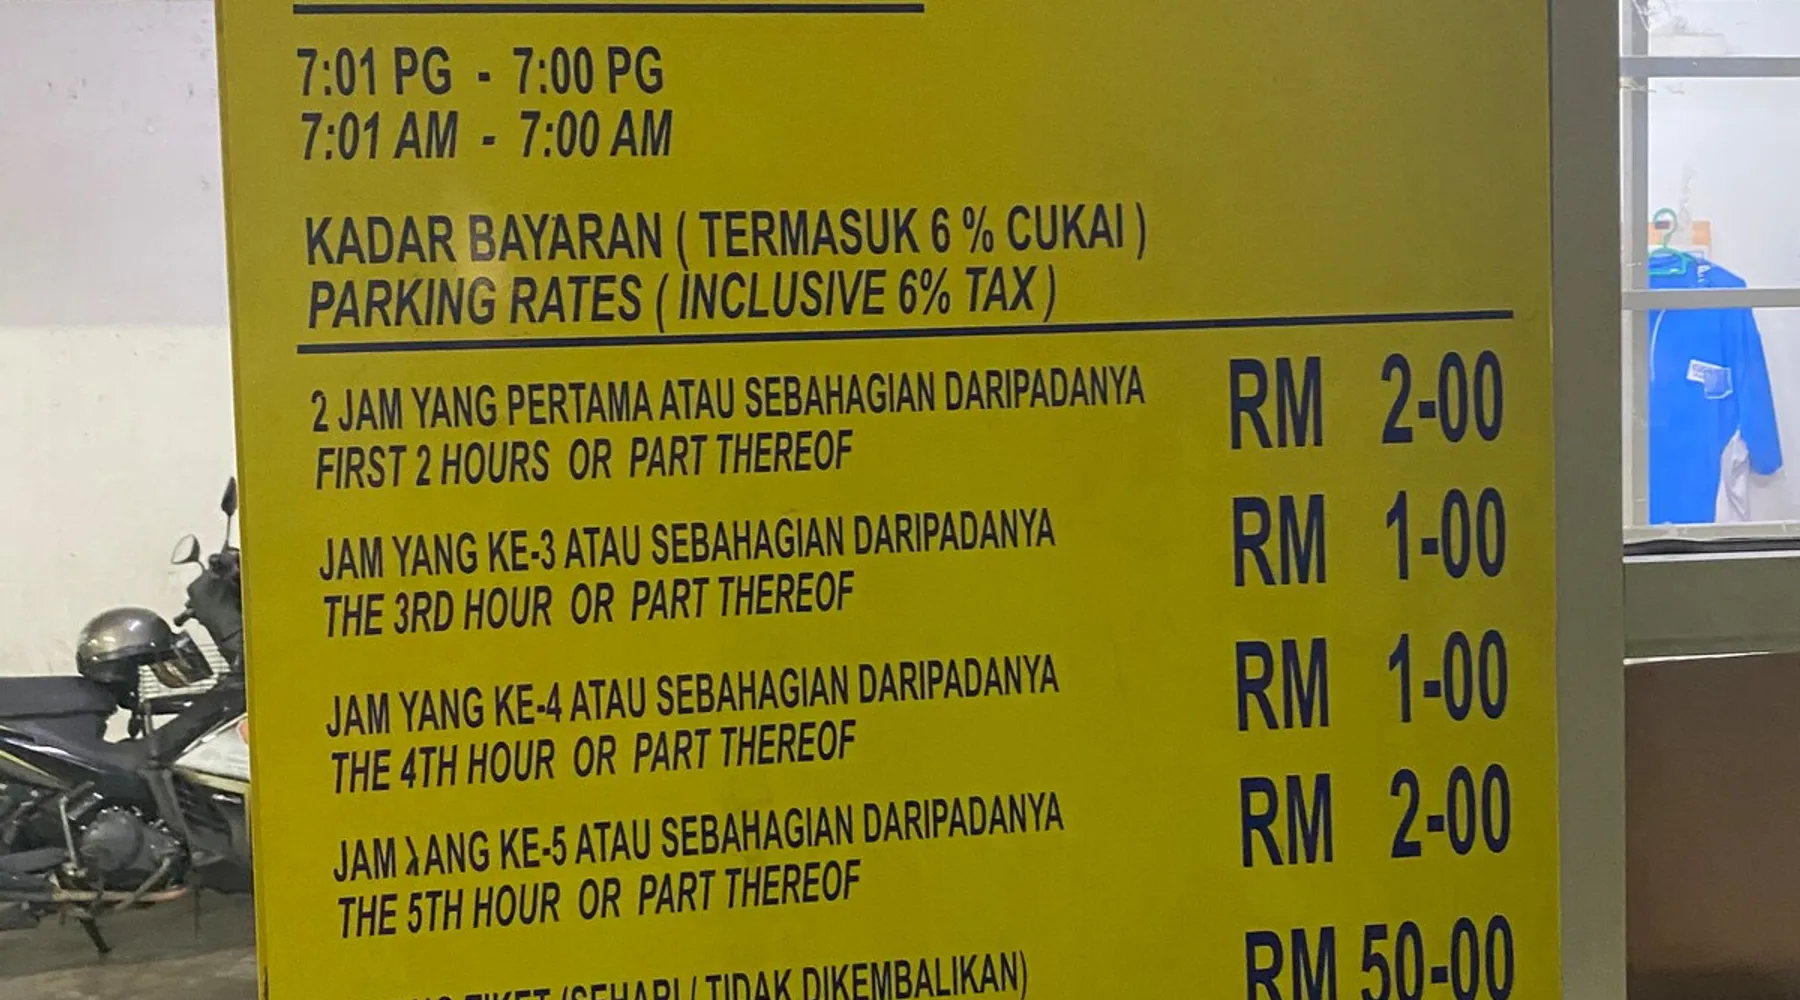 7:01 PG - 7:00 PG
7:01 AM - 7:00 AM
KADAR BAYARAN ( TERMASUK 6 % CUKAI )
PARKING RATES ( INCLUSIVE 6% TAX )
2 JAM YANG PERTAMA ATAU SEBAHAGIAN DARIPADANYA RM 2-00
FIRST 2 HOURS OR PART THEREOF
JAM YANG KE-3 ATAU SEBAHAGIAN DARIPADANYA RM 1-00
THE 3RD HOUR OR PART THEREOF
JAM YANG KE-4 ATAU SEBAHAGIAN DARIPADANYA RM 1-00
THE 4TH HOUR OR PART THEREOF
JAM YANG KE-5 ATAU SEBAHAGIAN DARIPADANYA RM 2-00
THE 5TH HOUR OR PART THEREOF
TIKET (SEHARI / TIDAK DIKEMBALIKAN) RM 50-00